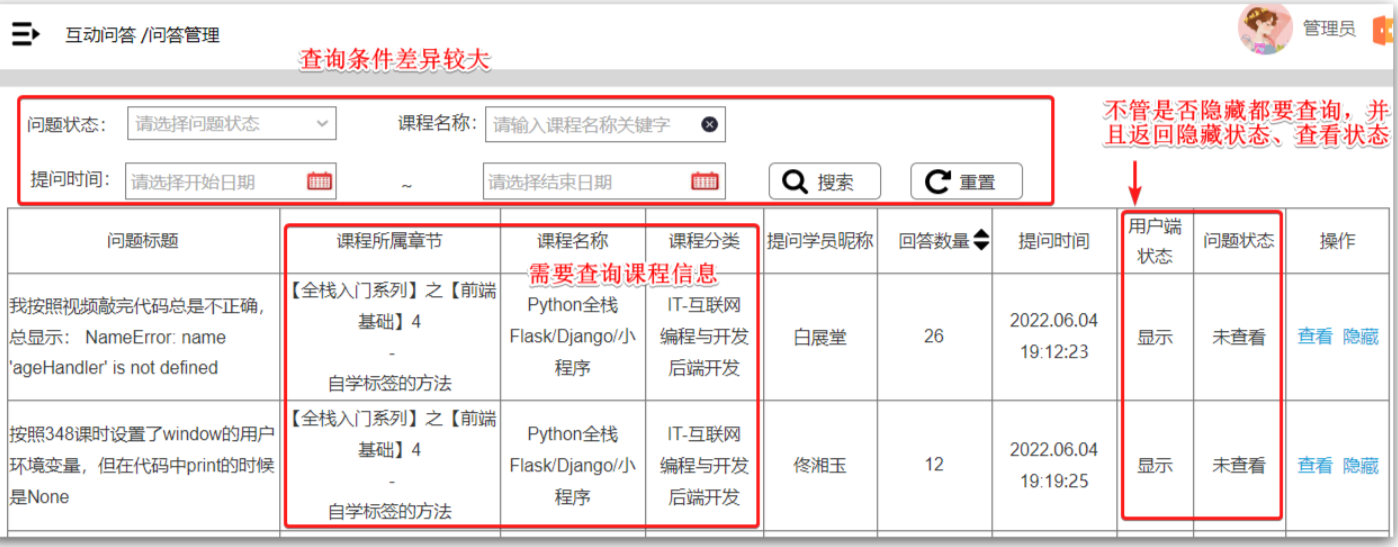 互动问答 /问答管理
管理员
查询条件差异较大
不管是否隐藏都要查询，并
且返回隐藏状态、查看状态
问题状态： 请选择问题状态 课程名称: 请输入课程名称关键字
提问时间： 请选择开始日期 ~ 请选择结束日期 搜索 重置
问题标题 课程所属章节 课程名称 课程分类 提问学员昵称 回答数量 提问时间 用户端 问题状态 操作
状态
需要查询课程信息
我按照视频敲完代码总是不正确，
总显示： NameError: name
'ageHandler' is not defined
【全栈入门系列】之【前端
基础】4
-
自学标签的方法
Python全栈
Flask/Django/小
程序
IT-互联网
编程与开发
后端开发
白展堂
26
2022.06.04
19:12:23
显示
未查看
查看 隐藏
按照348课时设置了window的用户
环境变量，但在代码中print的时候
是None
【全栈入门系列】之【前端
基础】4
-
自学标签的方法
Python全栈
Flask/Django/小
程序
IT-互联网
编程与开发
后端开发
佟湘玉
12
2022.06.04
19:19:25
显示
未查看
查看 隐藏